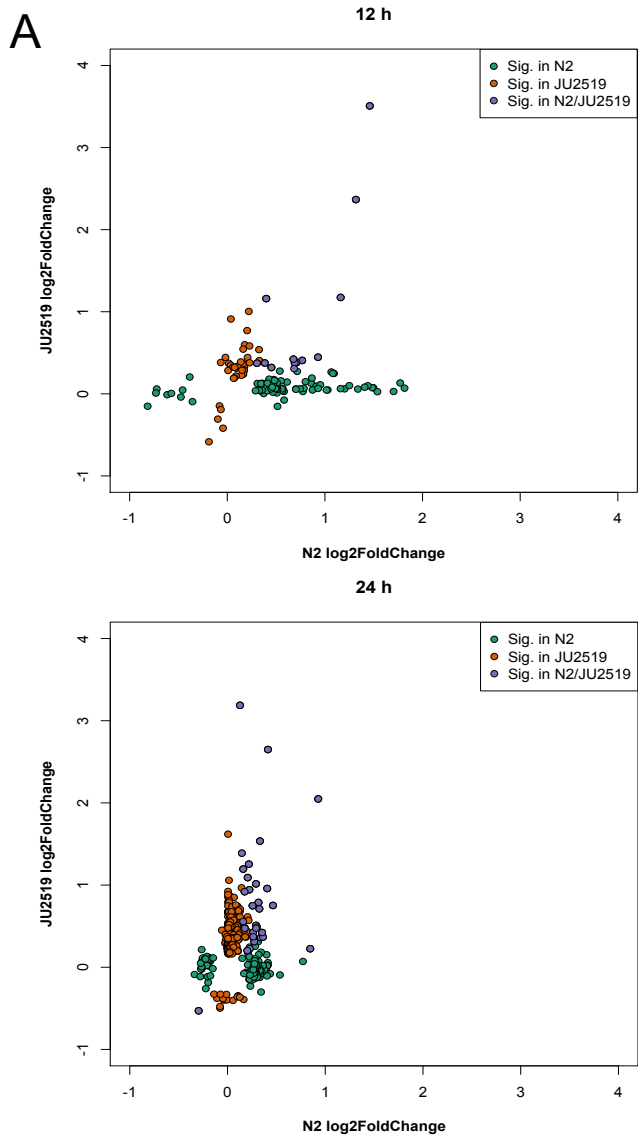 A
12 h
Sig. in N2
Sig. in JU2519
Sig. in N2/JU2519
4
3
2
1
0
-1
JU2519 log2FoldChange
-1 0 1 2 3 4
N2 log2FoldChange
24 h
Sig. in N2
Sig. in JU2519
Sig. in N2/JU2519
4
3
2
1
0
-1
JU2519 log2FoldChange
-1 0 1 2 3 4
N2 log2FoldChange